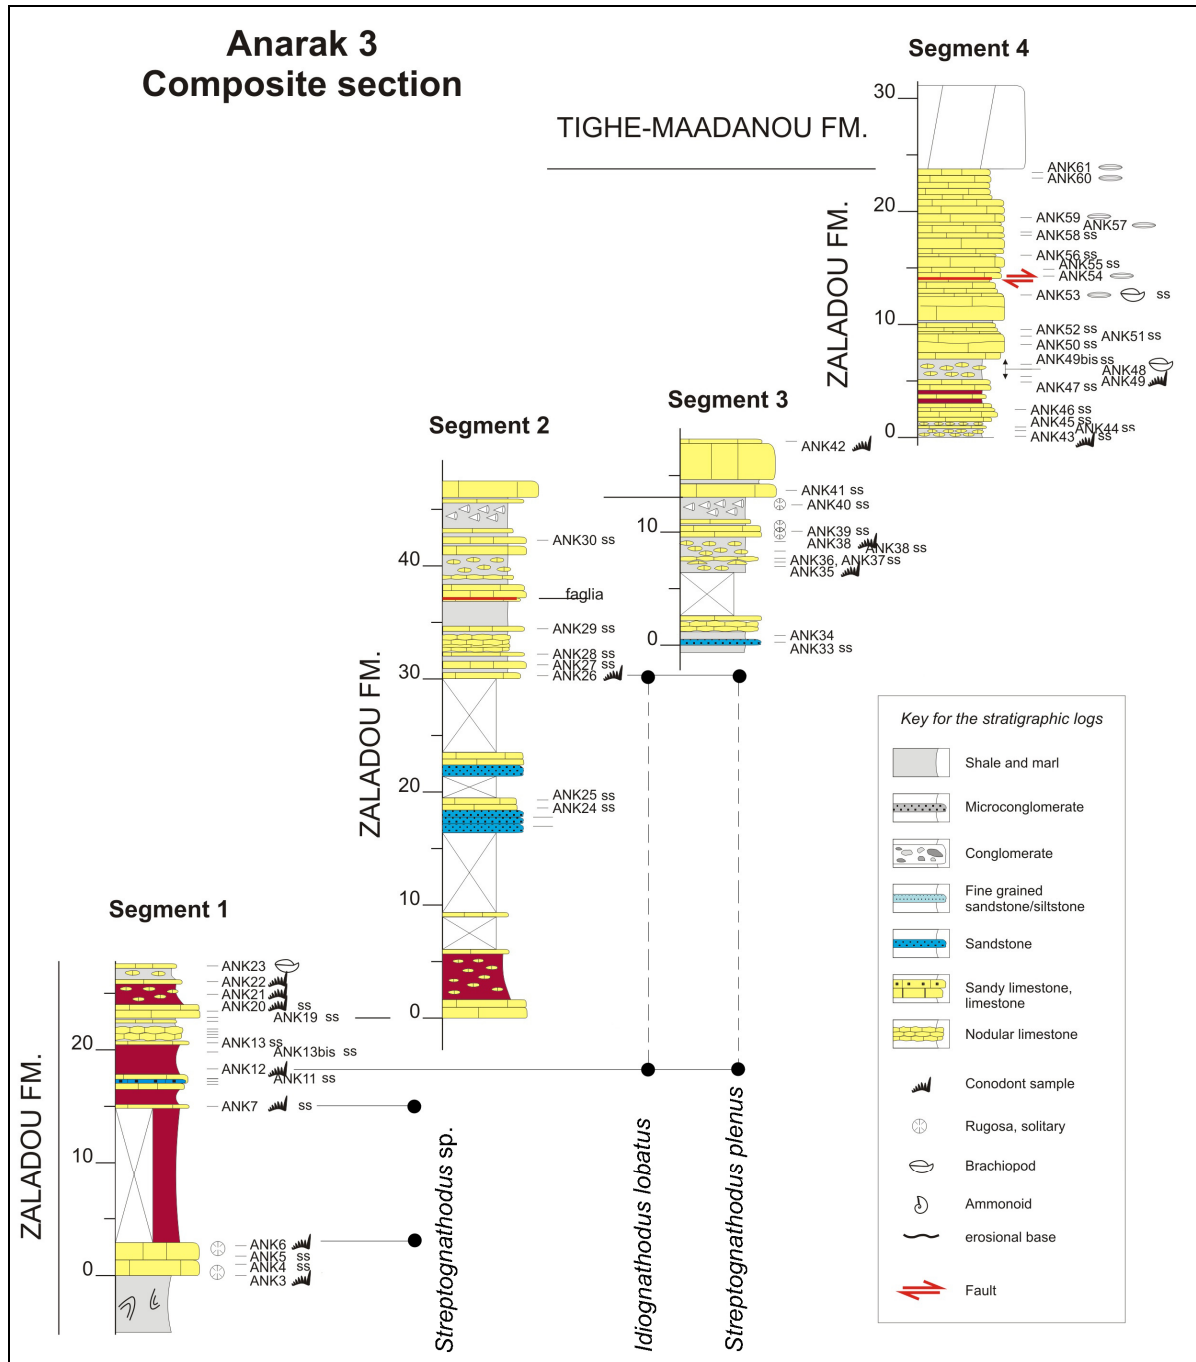 Anarak 3
Composite section
Segment 4
30
TIGHE-MAADANOU FM.
ANK61
ANK60
20
ANK59
ANK57
ANK58 ss
ANK56 ss
ANK55 ss
ANK54
ANK53 ss
10
ANK52 ss
ANK51 ss
ANK50 ss
ANK49bis ss
ANK48
ANK49
ANK47 ss
ANK46 ss
ANK45 ss
ANK44 ss
ANK43 ss
0
ZALADOU FM.
Segment 3
ANK42
ANK41 ss
ANK40 ss
10
ANK39 ss
ANK38
ANK38 ss
ANK36, ANK37 ss
ANK35
0
ANK34
ANK33 ss
Segment 2
ANK30 ss
40
faglia
ANK29 ss
ANK28 ss
ANK27 ss
ANK26
30
20
ANK25 ss
ANK24 ss
10
0
ZALADOU FM.
Segment 1
ANK23
ANK22
ANK21
ANK20 ss
ANK19 ss
20
ANK13 ss
ANK13bis ss
ANK12
ANK11 ss
ANK7 ss
10
ANK6
ANK5 ss
ANK4 ss
ANK3
0
ZALADOU FM.
Streptognathodus sp.
Idiognathodus lobatus
Streptognathodus plenus
Key for the stratigraphic logs
Shale and marl
Microconglomerate
Conglomerate
Fine grained
sandstone/siltstone
Sandstone
Sandy limestone,
limestone
Nodular limestone
Conodont sample
Rugosa, solitary
Brachiopod
Ammonoid
erosional base
Fault